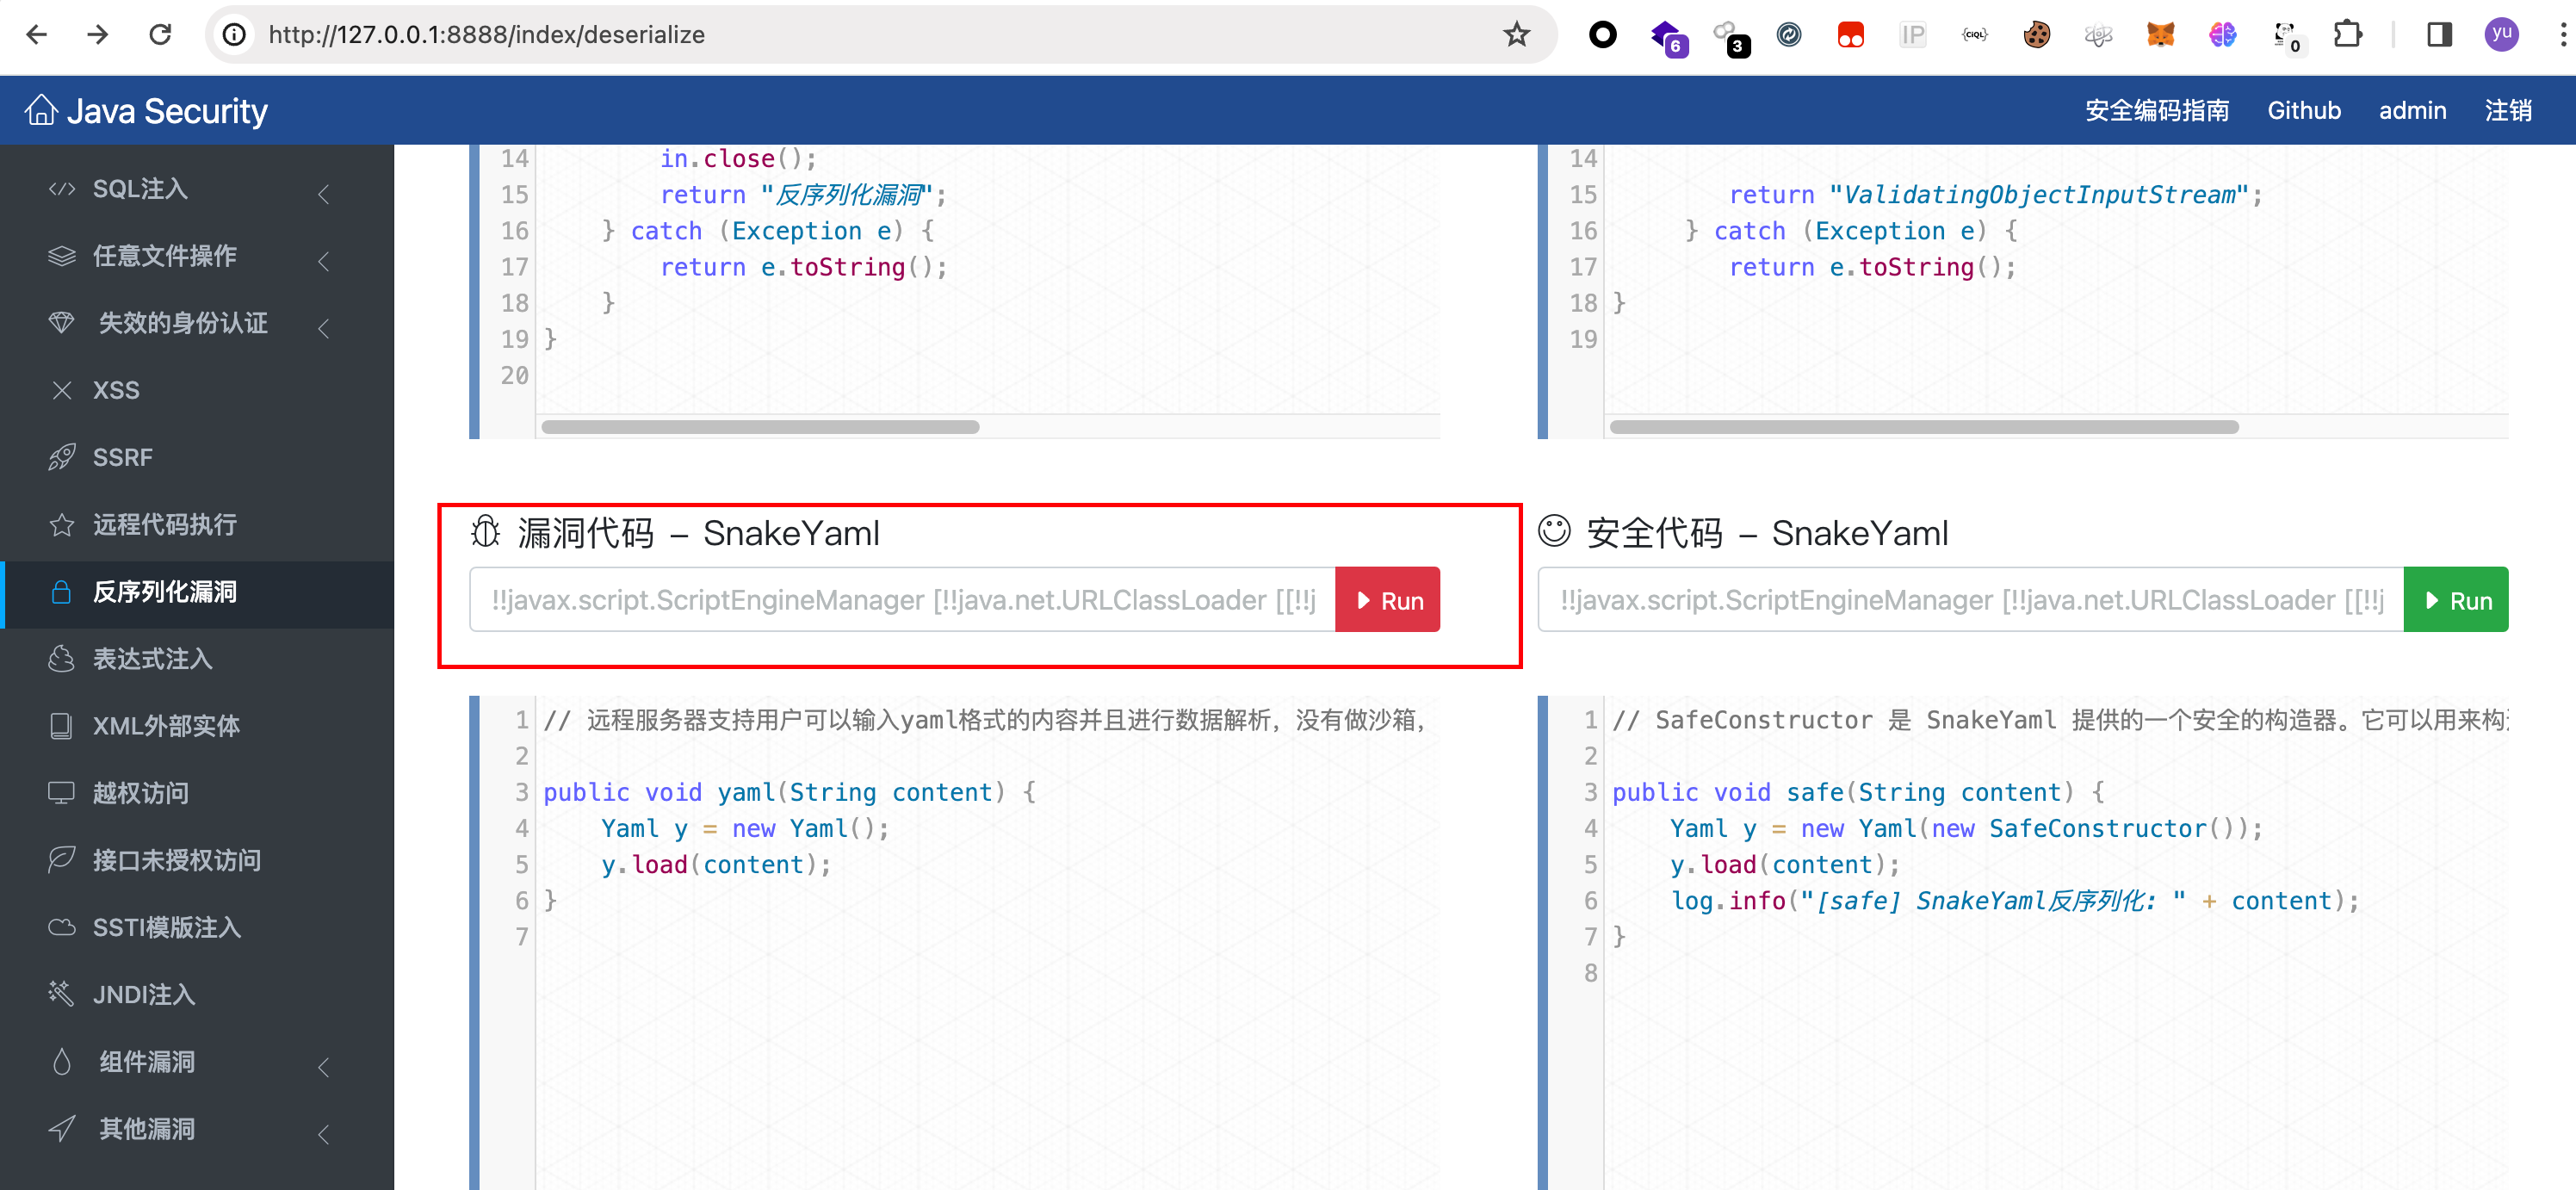 http://127.0.0.1:8888/index/deserialize
6
3
IP
{CIQL}
0
yu
Java Security
安全编码指南 Github admin 注销
SQL注入
任意文件操作
失效的身份认证
XSS
SSRF
远程代码执行
反序列化漏洞
表达式注入
XML外部实体
越权访问
接口未授权访问
SSTI模版注入
JNDI注入
组件漏洞
其他漏洞
14 in.close();
15 return "反序列化漏洞";
16 } catch (Exception e) {
17 return e.toString();
18 }
19 }
20
14
15 return "ValidatingObjectInputStream";
16 } catch (Exception e) {
17 return e.toString();
18 }
19
漏洞代码 – SnakeYaml
!!javax.script.ScriptEngineManager [!!java.net.URLClassLoader [[!!j
Run
安全代码 – SnakeYaml
!!javax.script.ScriptEngineManager [!!java.net.URLClassLoader [[!!j
Run
1 // 远程服务器支持用户可以输入yaml格式的内容并且进行数据解析，没有做沙箱，
2
3 public void yaml(String content) {
4 Yaml y = new Yaml();
5 y.load(content);
6 }
7
1 // SafeConstructor 是 SnakeYaml 提供的一个安全的构造器。它可以用来构
2
3 public void safe(String content) {
4 Yaml y = new Yaml(new SafeConstructor());
5 y.load(content);
6 log.info("[safe] SnakeYaml反序列化: " + content);
7 }
8